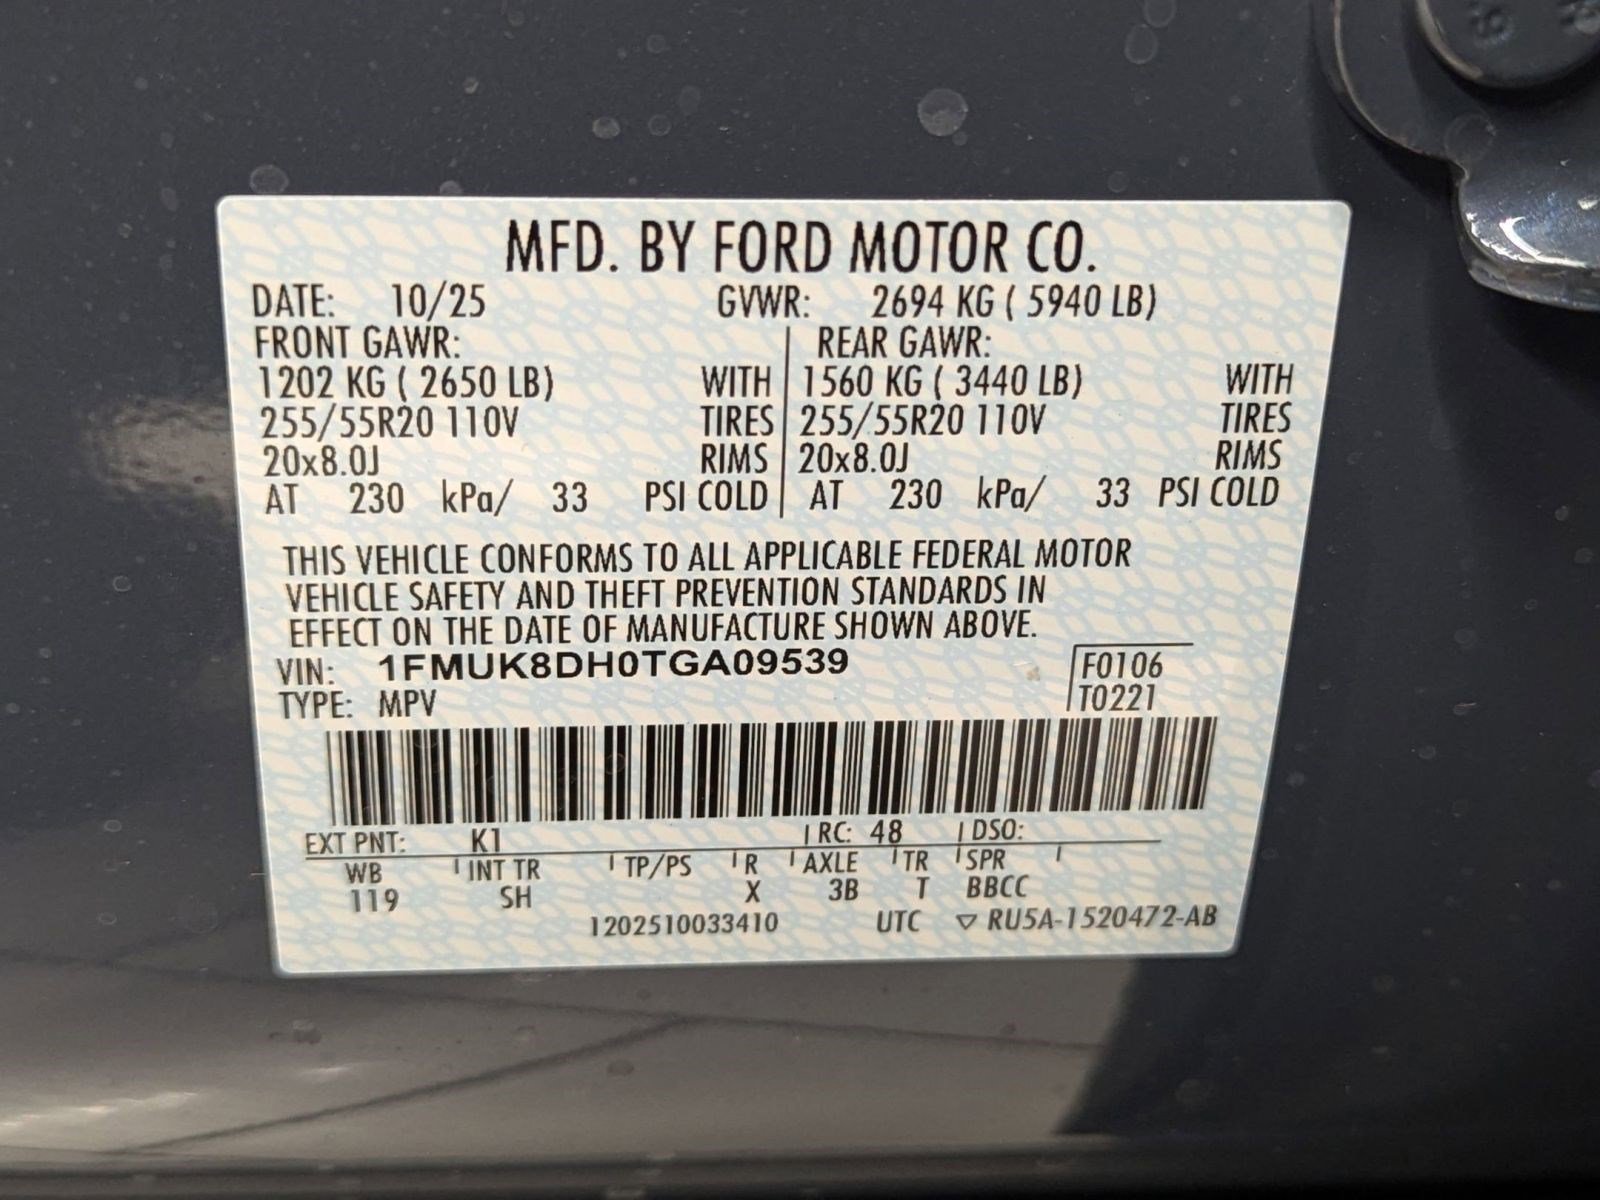 MFD. BY FORD MOTOR CO.
DATE: 10/25 GVWR: 2694 KG ( 5940 LB)
FRONT GAWR: REAR GAWR:
1202 KG ( 2650 LB) WITH 1560 KG ( 3440 LB) WITH
255/55R20 110V TIRES 255/55R20 110V TIRES
20x8.0J RIMS 20x8.0J RIMS
AT 230 kPa/ 33 PSI COLD AT 230 kPa/ 33 PSI COLD
THIS VEHICLE CONFORMS TO ALL APPLICABLE FEDERAL MOTOR
VEHICLE SAFETY AND THEFT PREVENTION STANDARDS IN
EFFECT ON THE DATE OF MANUFACTURE SHOWN ABOVE.
VIN: 1FMUK8DH0TGA09539 F0106
TYPE: MPV T0221
EXT PNT: K1 RC: 48 DSO:
WB INT TR TP/PS R AXLE TR SPR
119 SH X 3B T BBCC
1202510033410 UTC ▽ RU5A-1520472-AB